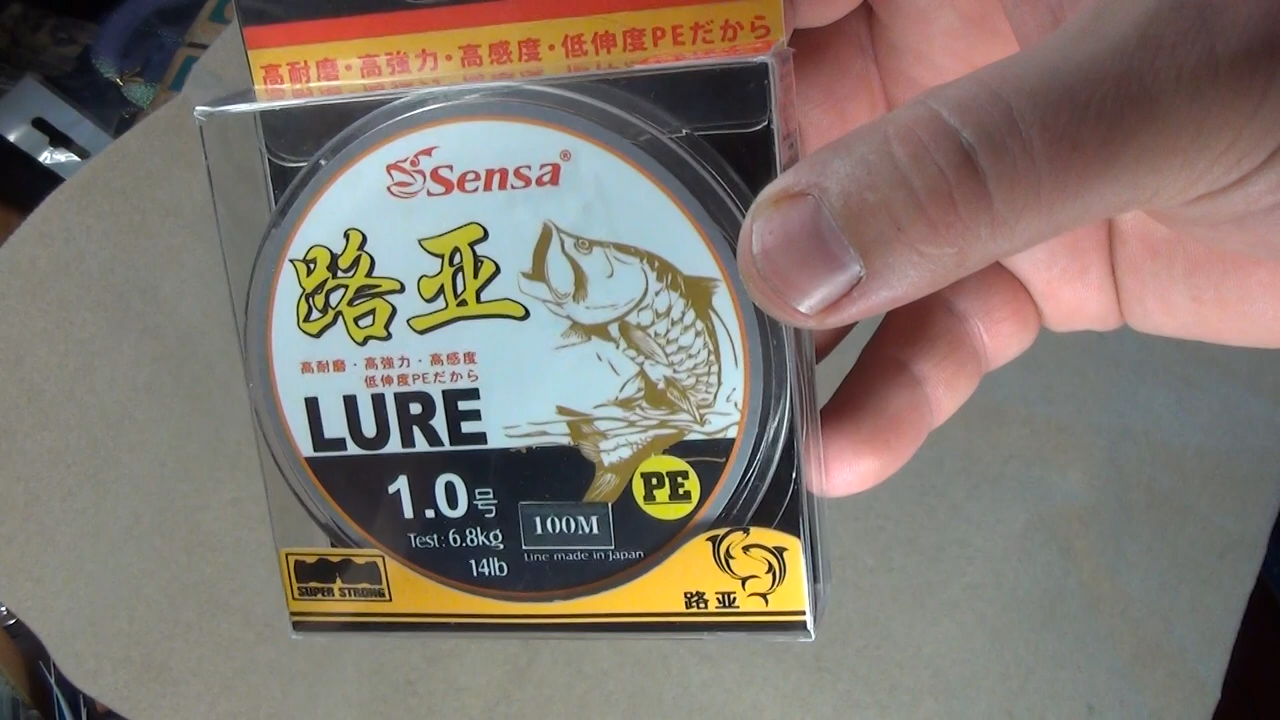 高耐磨・高強力・高感度・低伸度PEだから
Sensa®
路亚
高耐磨・高強力・高感度
低伸度PEだから
LURE
1.0号
PE
100M
Test: 6.8kg
Line made in Japan
14lb
SUPER STRONG
路亚